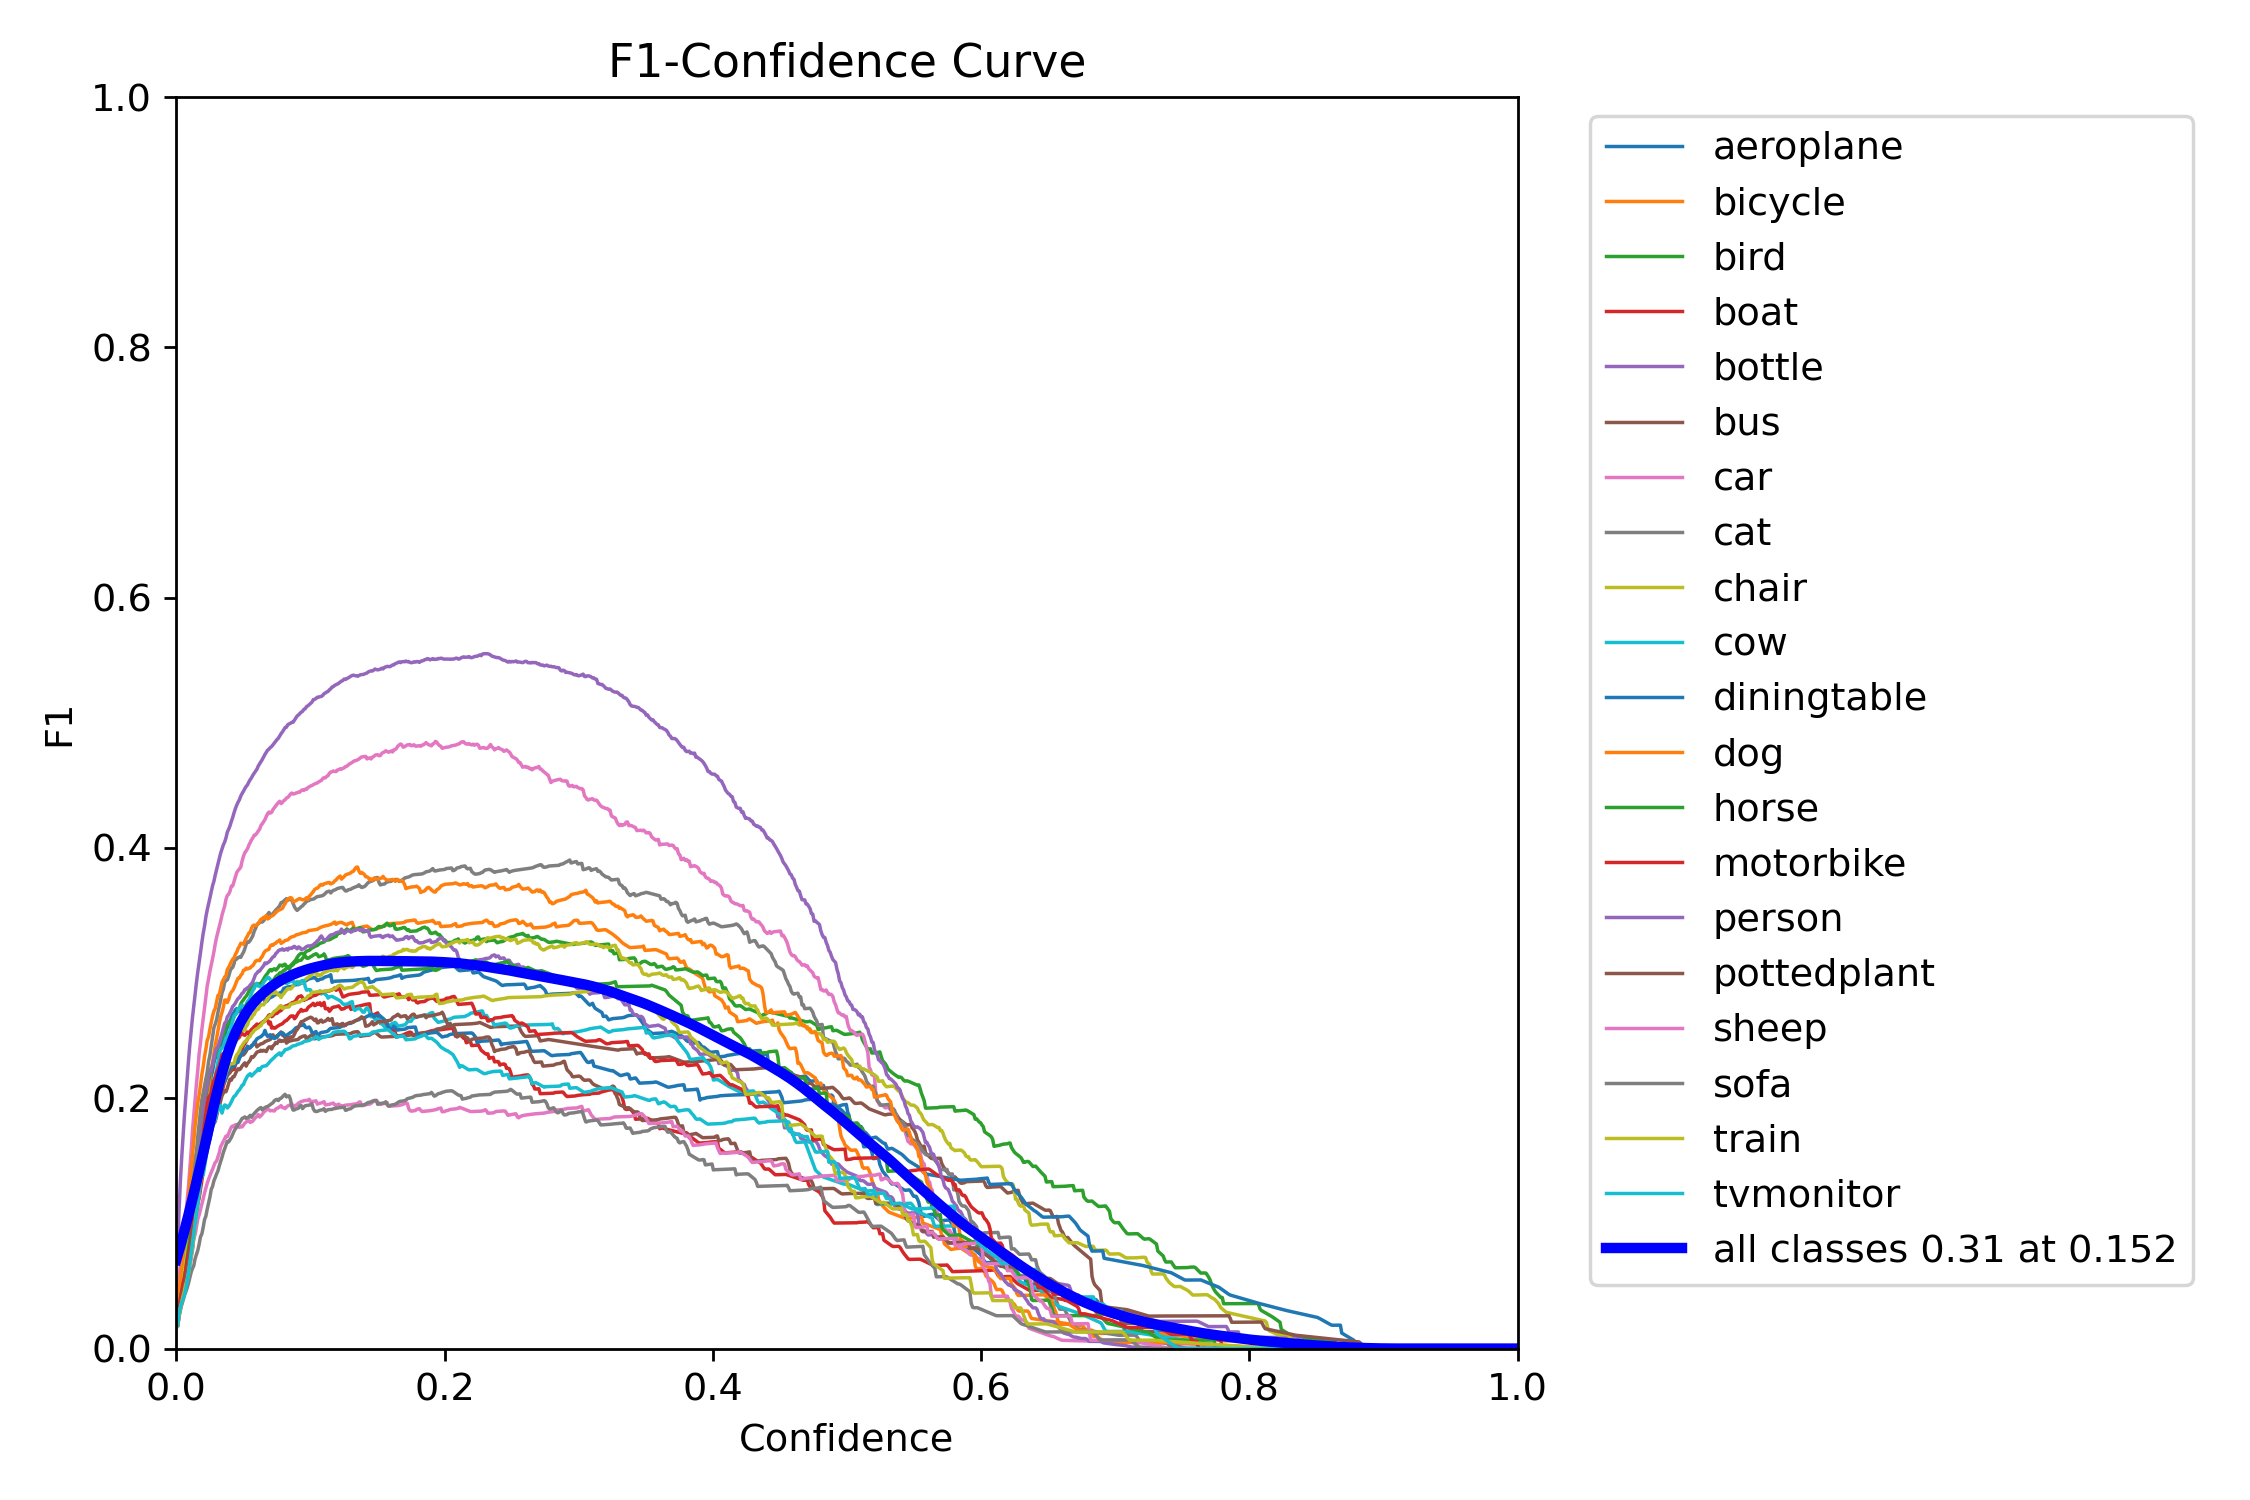 F1-Confidence Curve
1.0
0.8
0.6
0.4
0.2
0.0
F1
0.0 0.2 0.4 0.6 0.8 1.0
Confidence
aeroplane
bicycle
bird
boat
bottle
bus
car
cat
chair
cow
diningtable
dog
horse
motorbike
person
pottedplant
sheep
sofa
train
tvmonitor
all classes 0.31 at 0.152